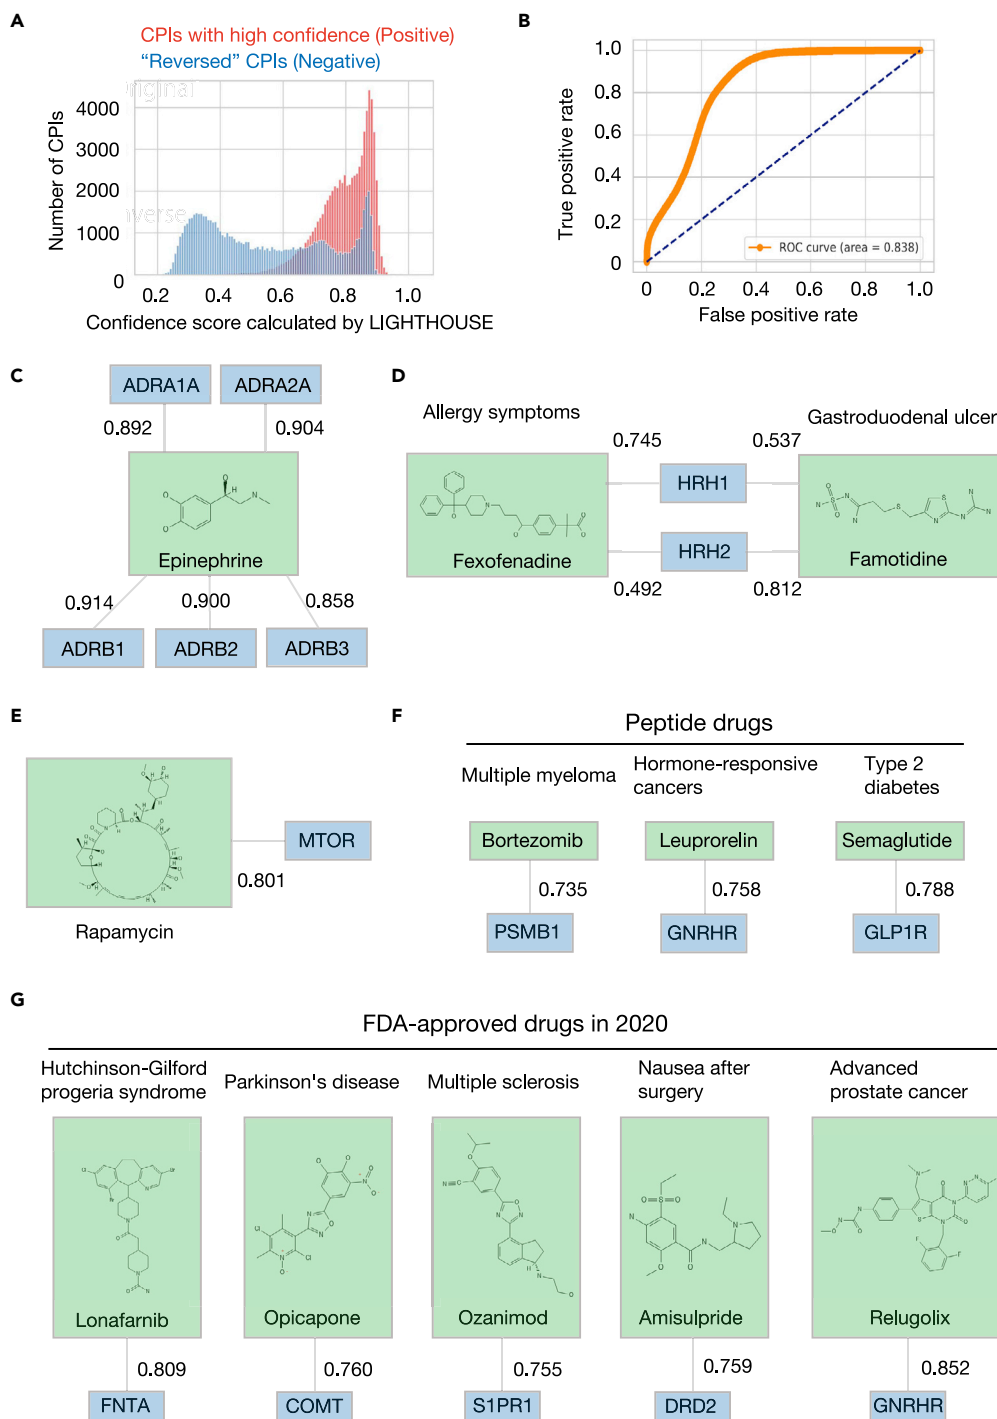 A
CPIs with high confidence (Positive)
“Reversed” CPIs (Negative)
Original
nverse
Number of CPIs
4000
3000
2000
1000
0
0.2 0.4 0.6 0.8 1.0
Confidence score calculated by LIGHTHOUSE
B
True positive rate
1.0
0.8
0.6
0.4
0.2
0
ROC curve (area = 0.838)
0 0.2 0.4 0.6 0.8 1.0
False positive rate
C
ADRA1A ADRA2A
0.892 0.904
Epinephrine
0.914 0.900 0.858
ADRB1 ADRB2 ADRB3
D
Allergy symptoms Gastroduodenal ulcer
0.745 0.537
HRH1
HRH2
Fexofenadine Famotidine
0.492 0.812
E
MTOR
0.801
Rapamycin
F
Peptide drugs
Multiple myeloma
Hormone-responsive
cancers
Type 2
diabetes
Bortezomib Leuprorelin Semaglutide
0.735 0.758 0.788
PSMB1 GNRHR GLP1R
G
FDA-approved drugs in 2020
Hutchinson-Gilford
progeria syndrome
Parkinson's disease
Multiple sclerosis
Nausea after
surgery
Advanced
prostate cancer
Lonafarnib Opicapone Ozanimod Amisulpride Relugolix
0.809 0.760 0.755 0.759 0.852
FNTA COMT S1PR1 DRD2 GNRHR